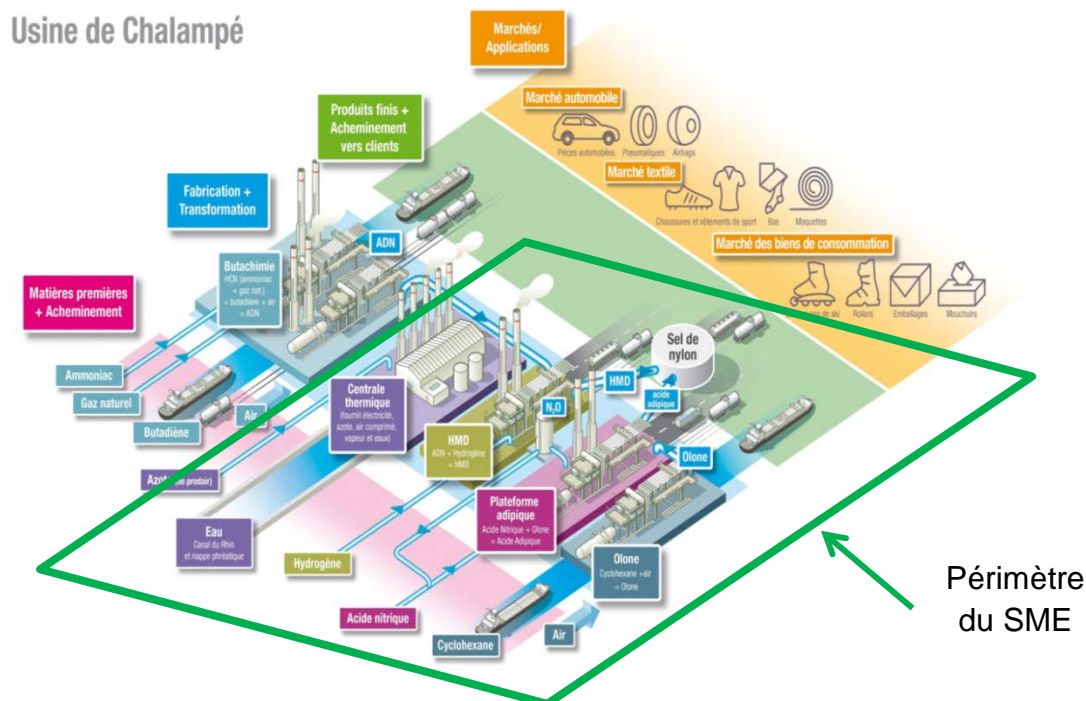 Usine de Chalampé
Marchés/
Applications
Produits finis +
Acheminement
vers clients
Fabrication +
Transformation
Matières premières
+ Acheminement
Marché automobile
Pièces automobiles
Pneumatiques
Airbags
Marché textile
Chaussures et vêtements de sport
Bas
Moquettes
Marché des biens de consommation
de ski
Rollers
Emballages
Mouchoirs
ADN
Butachimie
HCN (ammoniac
+ gaz nat.)
+ butadiène + air
= ADN
Ammoniac
Gaz naturel
Butadiène
Air
Centrale
thermique
(fournit électricité,
azote, air comprimé,
vapeur et eaux)
Sel de
nylon
HMD
acide
adipique
N₂O
HMD
ADN + Hydrogène
= HMD
Olone
Plateforme
adipique
Acide Nitrique + Olone
= Acide Adipique
Olone
Cyclohexane +air
= Olone
Eau
Canal du Rhin
et nappe phréatique
Hydrogène
Acide nitrique
Cyclohexane
Air
Périmètre
du SME